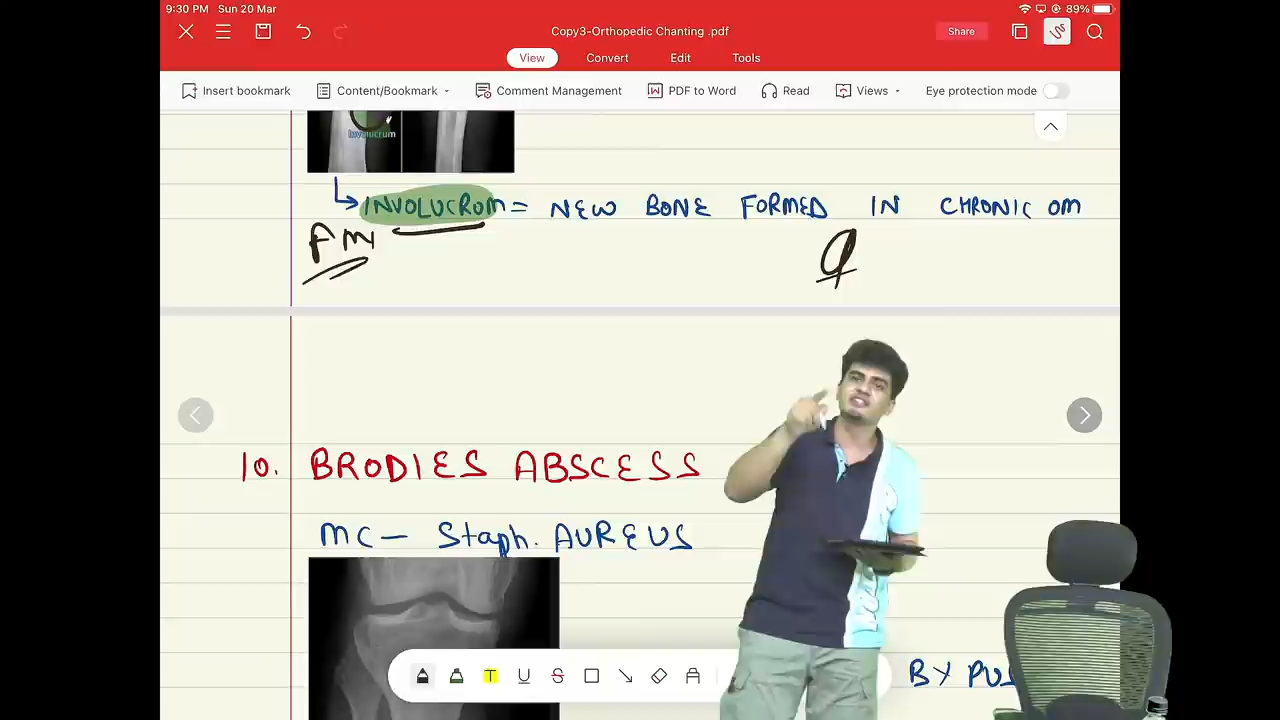 9:30 PM Sun 20 Mar 89%
Copy3-Orthopedic Chanting .pdf
Share
View Convert Edit Tools
Insert bookmark Content/Bookmark Comment Management PDF to Word Read Views Eye protection mode
Involucrum
INVOLUCRUM = NEW BONE FORMED IN CHRONIC OM
10. BRODIES ABSCESS
MC - Staph. AUREUS
T U S A
BY PUS